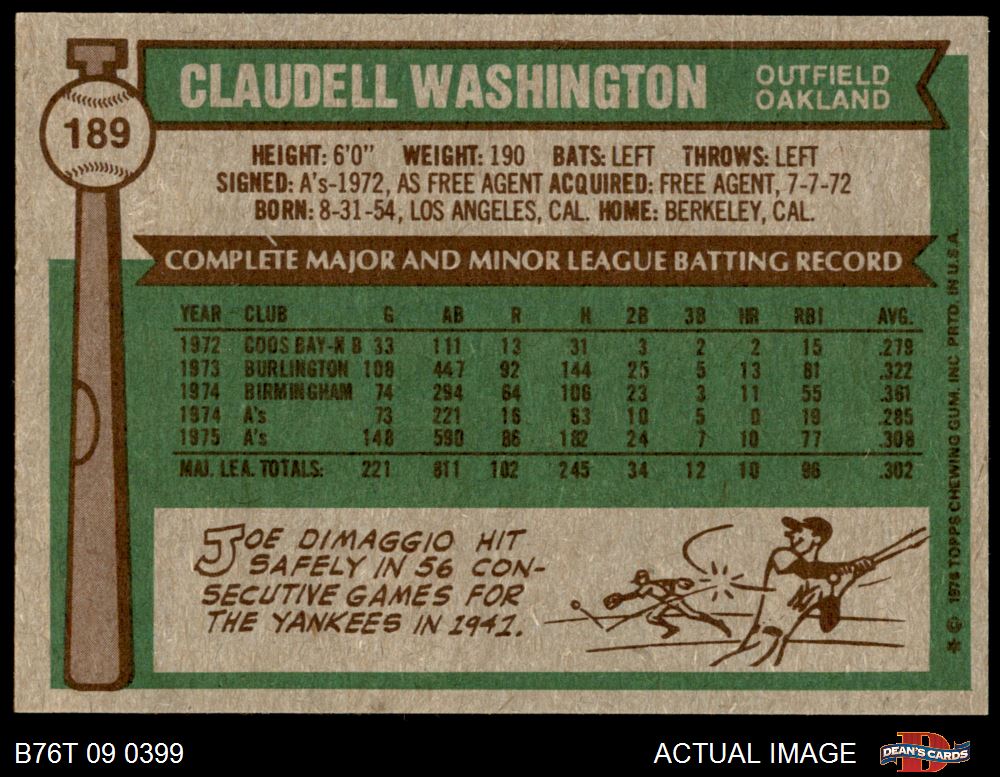 189
CLAUDELL WASHINGTON
OUTFIELD
OAKLAND
HEIGHT: 6'0" WEIGHT: 190 BATS: LEFT THROWS: LEFT
SIGNED: A's-1972, AS FREE AGENT ACQUIRED: FREE AGENT, 7-7-72
BORN: 8-31-54, LOS ANGELES, CAL. HOME: BERKELEY, CAL.
COMPLETE MAJOR AND MINOR LEAGUE BATTING RECORD
YEAR CLUB G AB R H 2B 3B HR RBI AVG.
1972 COOS BAY-N B 33 111 13 31 3 2 2 15 .279
1973 BURLINGTON 108 447 92 144 25 5 13 81 .322
1974 BIRMINGHAM 74 294 64 106 23 3 11 55 .361
1974 A's 73 221 16 63 10 5 0 19 .285
1975 A's 148 590 86 182 24 7 10 77 .308
MAJ. LEA. TOTALS: 221 811 102 245 34 12 10 96 .302
JOE DIMAGGIO HIT
SAFELY IN 56 CON-
SECUTIVE GAMES FOR
THE YANKEES IN 1941.
* © 1976 TOPPS CHEWING GUM, INC. PRTD. IN U.S.A.
B76T 09 0399
ACTUAL IMAGE
DEAN'S CARDS